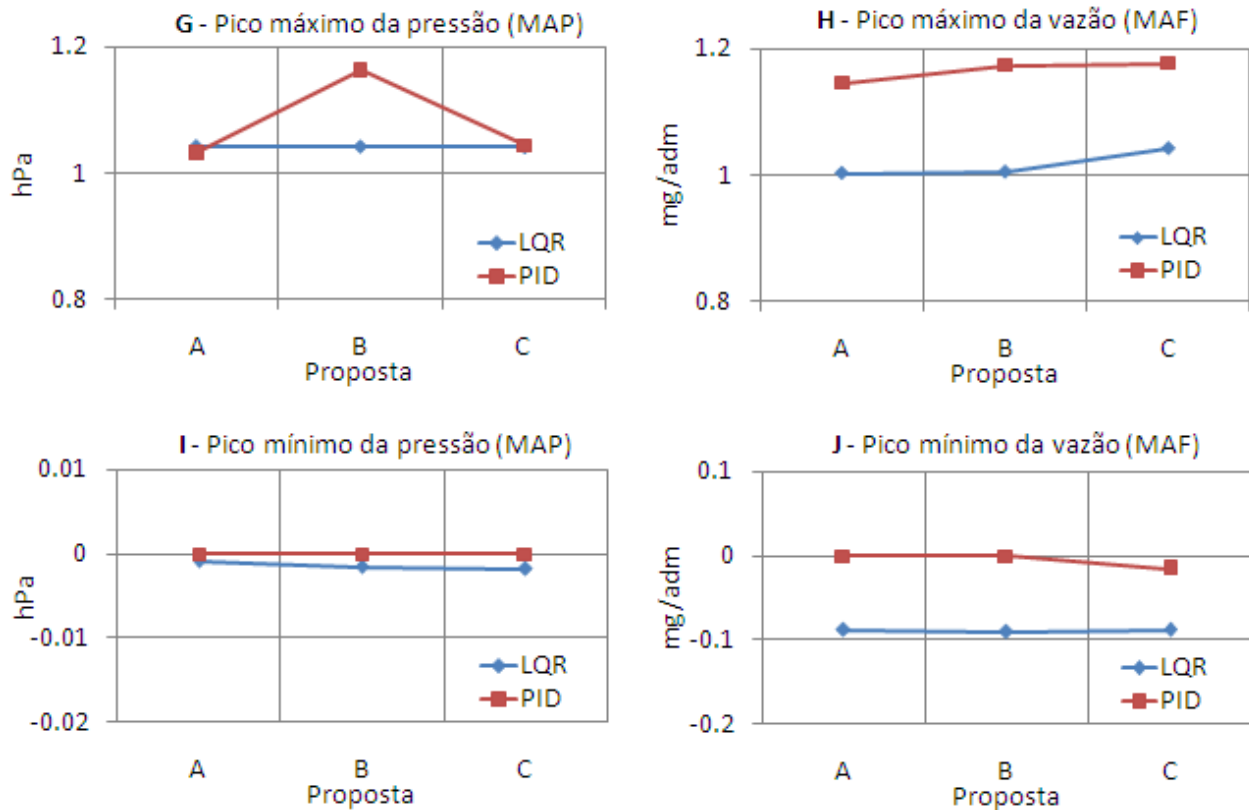 G - Pico máximo da pressão (MAP)
1.2
1
0.8
hPa
LQR
PID
A B C
Proposta
H - Pico máximo da vazão (MAF)
1.2
1
0.8
mg/adm
LQR
PID
A B C
Proposta
I - Pico mínimo da pressão (MAP)
0.01
0
-0.01
-0.02
hPa
LQR
PID
A B C
Proposta
J - Pico mínimo da vazão (MAF)
0.1
0
-0.1
-0.2
mg/adm
LQR
PID
A B C
Proposta